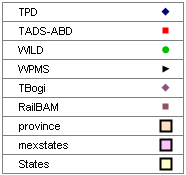 TPD
TADS-ABD
WILD
WPMS
TBogi
RailBAM
province
mexstates
States